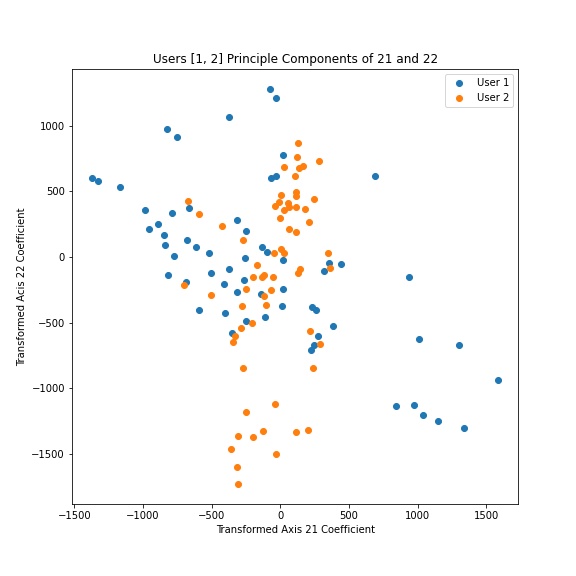 Users [1, 2] Principle Components of 21 and 22
User 1
User 2
Transformed Acis 22 Coefficient
1000
500
0
−500
−1000
−1500
−1500
−1000
−500
0
500
1000
1500
Transformed Axis 21 Coefficient